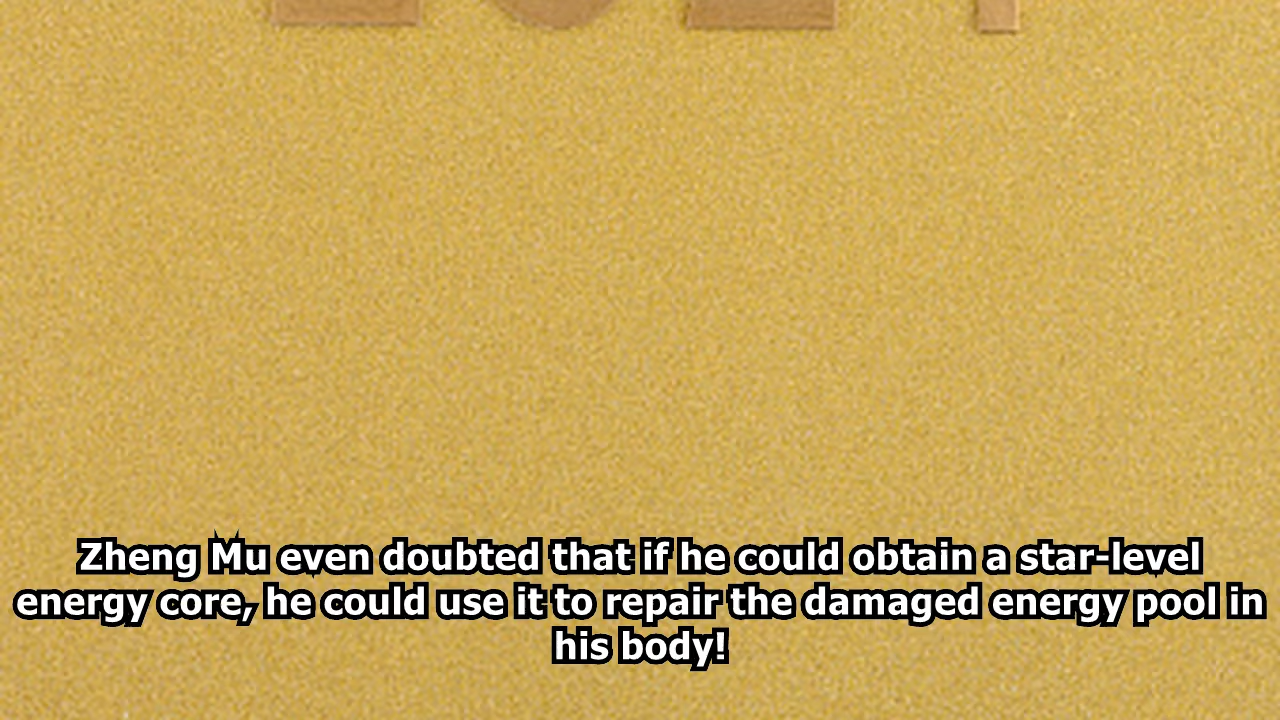 Zheng Mu even doubted that if he could obtain a star-level
energy core, he could use it to repair the damaged energy pool in
his body!